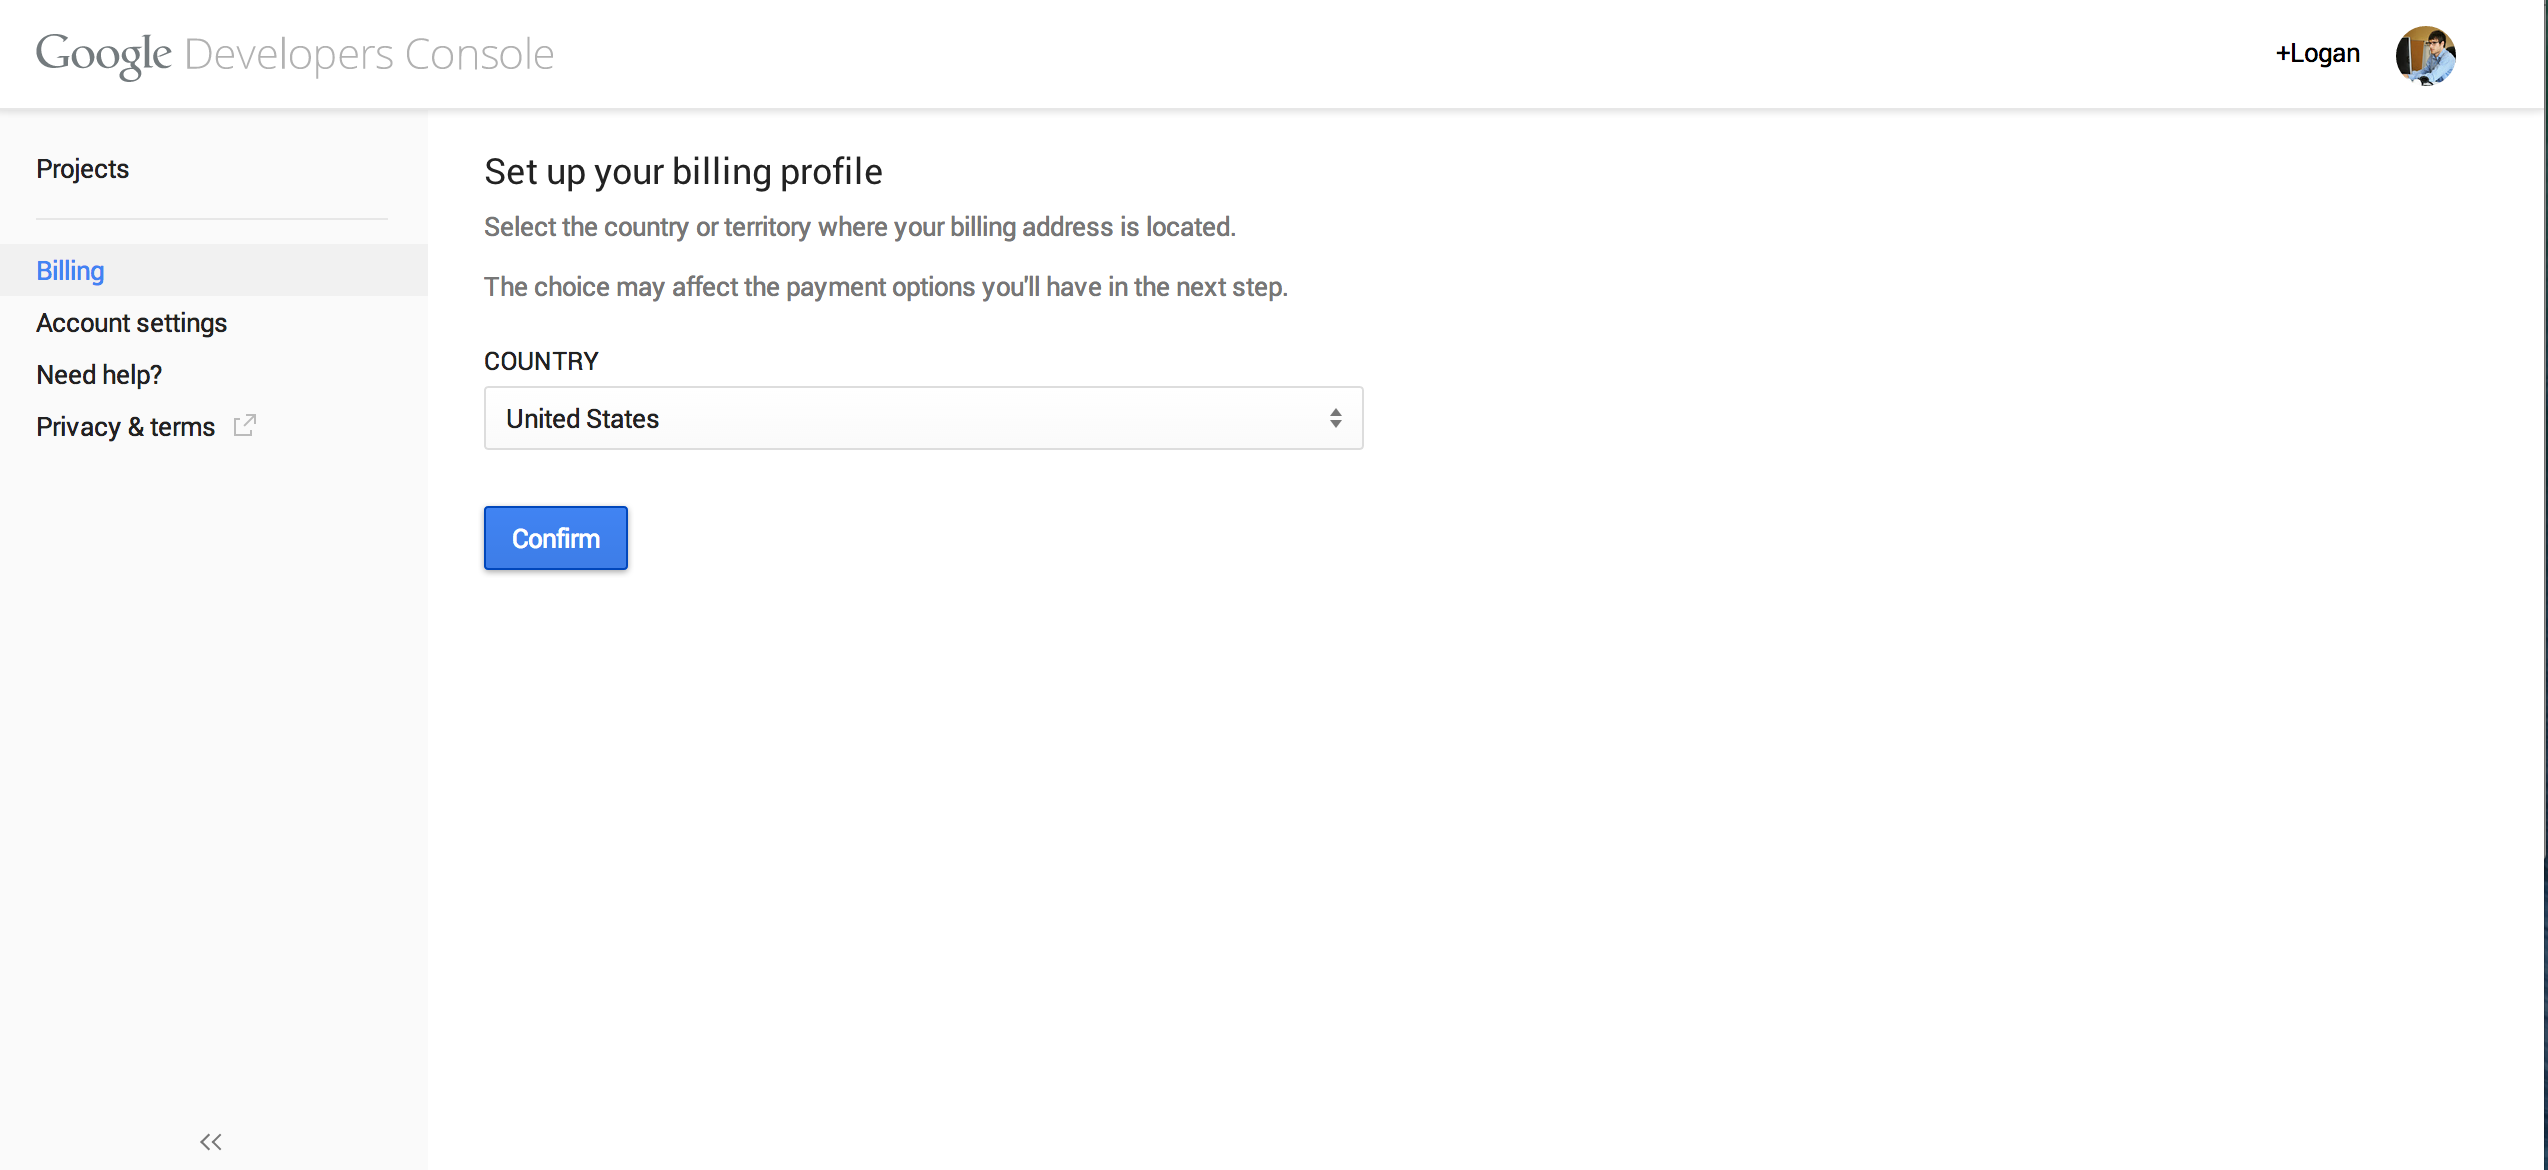 Google Developers Console
+Logan
Projects
Billing
Account settings
Need help?
Privacy & terms
Set up your billing profile
Select the country or territory where your billing address is located.
The choice may affect the payment options you'll have in the next step.
COUNTRY
United States
Confirm